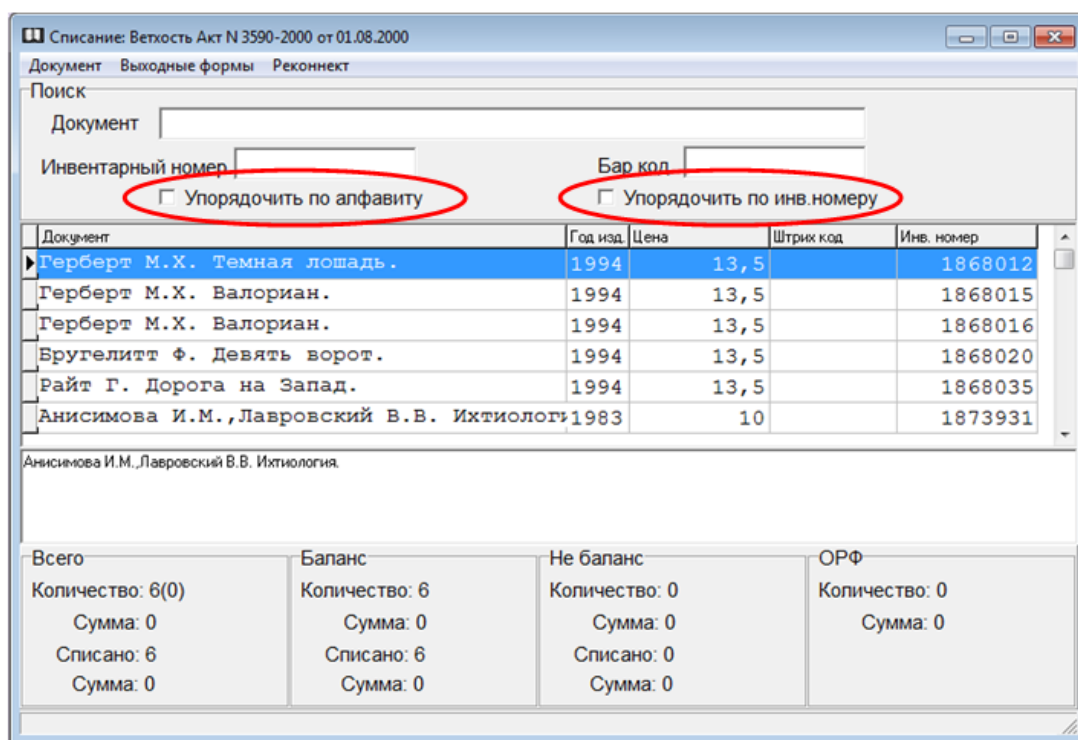 Списание: Ветхость Акт N 3590-2000 от 01.08.2000
Документ Выходные формы Реконнект
Поиск
Документ
Инвентарный номер Бар код
Упорядочить по алфавиту Упорядочить по инв.номеру
Документ Год изд. Цена Штрих код Инв. номер
Герберт М.Х. Темная лошадь. 1994 13,5 1868012
Герберт М.Х. Валориан. 1994 13,5 1868015
Герберт М.Х. Валориан. 1994 13,5 1868016
Бругелитт Ф. Девять ворот. 1994 13,5 1868020
Райт Г. Дорога на Запад. 1994 13,5 1868035
Анисимова И.М.,Лавровский В.В. Ихтиологи 1983 10 1873931
Анисимова И.М.,Лавровский В.В. Ихтиология.
Всего Баланс Не баланс ОРФ
Количество: 6(0) Количество: 6 Количество: 0 Количество: 0
Сумма: 0 Сумма: 0 Сумма: 0 Сумма: 0
Списано: 6 Списано: 6 Списано: 0
Сумма: 0 Сумма: 0 Сумма: 0